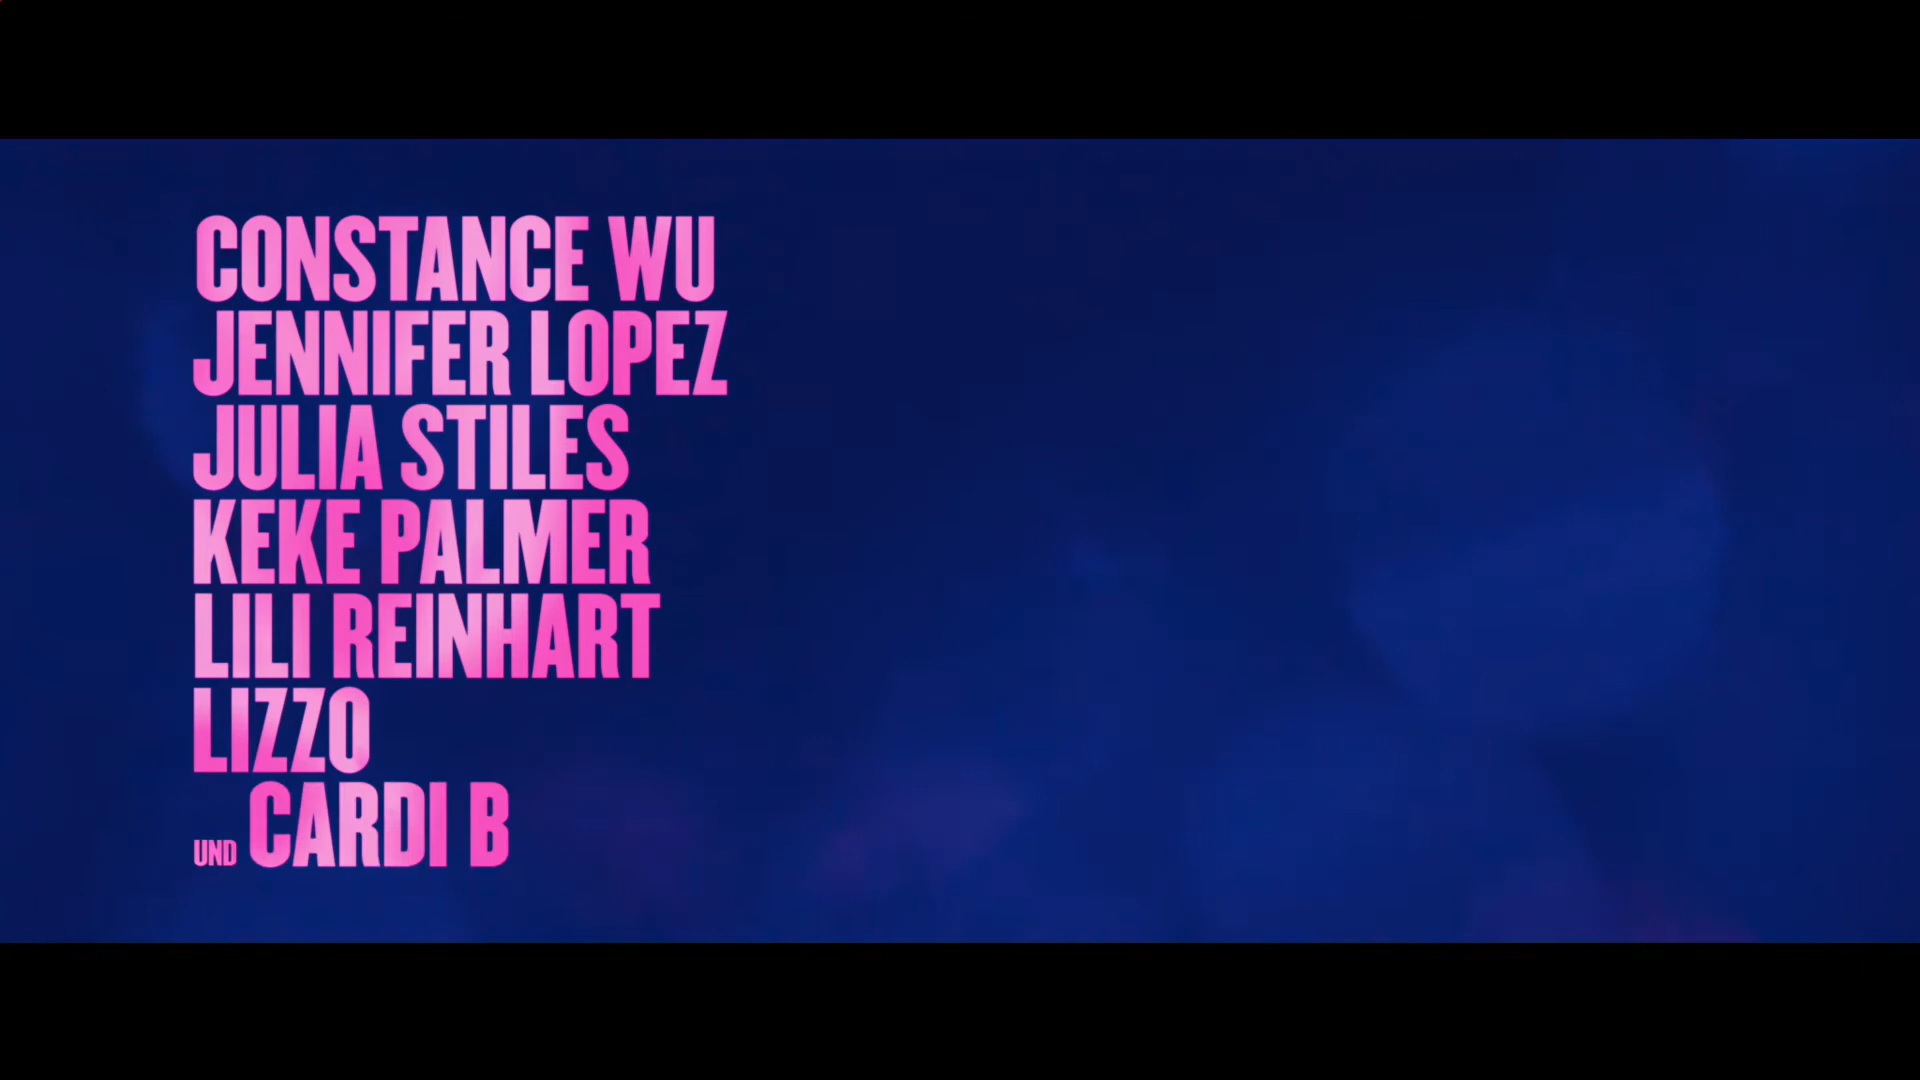 CONSTANCE WU
JENNIFER LOPEZ
JULIA STILES
KEKE PALMER
LILI REINHART
LIZZO
UND CARDI B